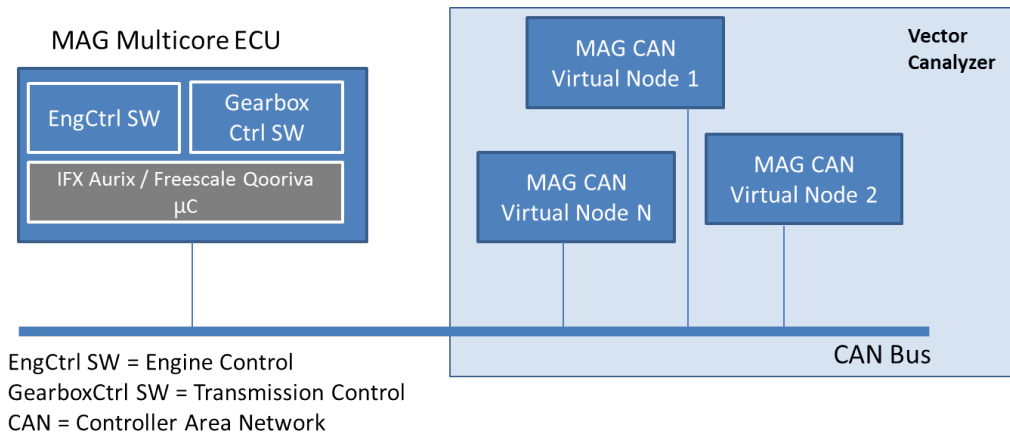 MAG Multicore ECU
EngCtrl SW
Gearbox
Ctrl SW
IFX Aurix / Freescale Qooriva
µC
MAG CAN
Virtual Node 1
Vector
Canalyzer
MAG CAN
Virtual Node N
MAG CAN
Virtual Node 2
CAN Bus
EngCtrl SW = Engine Control
GearboxCtrl SW = Transmission Control
CAN = Controller Area Network